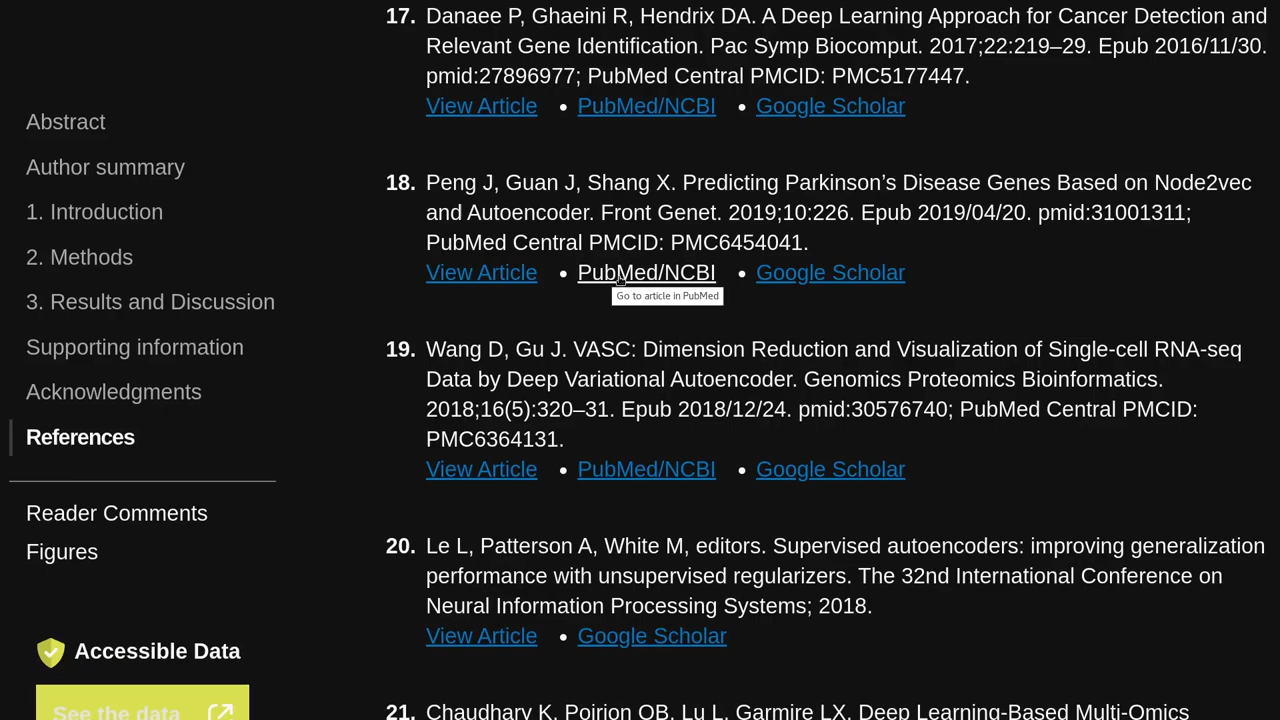 17. Danaee P, Ghaeini R, Hendrix DA. A Deep Learning Approach for Cancer Detection and
Relevant Gene Identification. Pac Symp Biocomput. 2017;22:219–29. Epub 2016/11/30.
pmid:27896977; PubMed Central PMCID: PMC5177447.
View Article • PubMed/NCBI • Google Scholar
18. Peng J, Guan J, Shang X. Predicting Parkinson’s Disease Genes Based on Node2vec
and Autoencoder. Front Genet. 2019;10:226. Epub 2019/04/20. pmid:31001311;
PubMed Central PMCID: PMC6454041.
View Article • PubMed/NCBI • Google Scholar
Go to article in PubMed
19. Wang D, Gu J. VASC: Dimension Reduction and Visualization of Single-cell RNA-seq
Data by Deep Variational Autoencoder. Genomics Proteomics Bioinformatics.
2018;16(5):320–31. Epub 2018/12/24. pmid:30576740; PubMed Central PMCID:
PMC6364131.
View Article • PubMed/NCBI • Google Scholar
20. Le L, Patterson A, White M, editors. Supervised autoencoders: improving generalization
performance with unsupervised regularizers. The 32nd International Conference on
Neural Information Processing Systems; 2018.
View Article • Google Scholar
21. Chaudhary K, Poirion OB, Lu L, Garmire LX. Deep Learning-Based Multi-Omics
Abstract
Author summary
1. Introduction
2. Methods
3. Results and Discussion
Supporting information
Acknowledgments
References
Reader Comments
Figures
Accessible Data
See the data